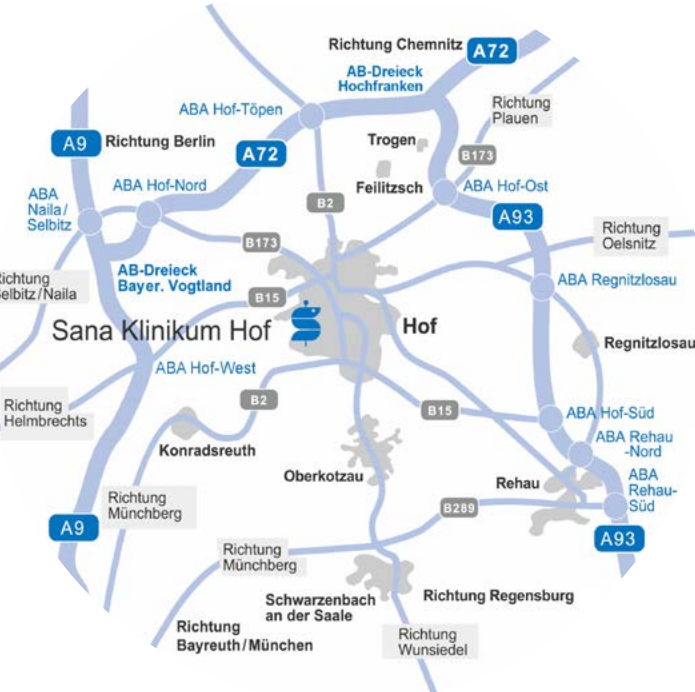 Richtung Chemnitz
A72
AB-Dreieck
Hochfranken
ABA Hof-Töpen
Richtung
Plauen
A9
Richtung Berlin
A72
Trogen
B173
Feilitzsch
ABA Hof-Ost
ABA
Naila/
Selbitz
ABA Hof-Nord
B2
A93
Richtung
Oelsnitz
B173
AB-Dreieck
Bayer. Vogtland
Richtung
Selbitz/Naila
B15
ABA Regnitzlosau
Sana Klinikum Hof
Hof
Regnitzlosau
ABA Hof-West
Richtung
Helmbrechts
B2
B15
ABA Hof-Süd
Konradsreuth
ABA Rehau
-Nord
Oberkotzau
Rehau
ABA
Rehau-
Süd
Richtung
Münchberg
B289
A9
A93
Richtung
Münchberg
Schwarzenbach
an der Saale
Richtung Regensburg
Richtung
Bayreuth/München
Richtung
Wunsiedel